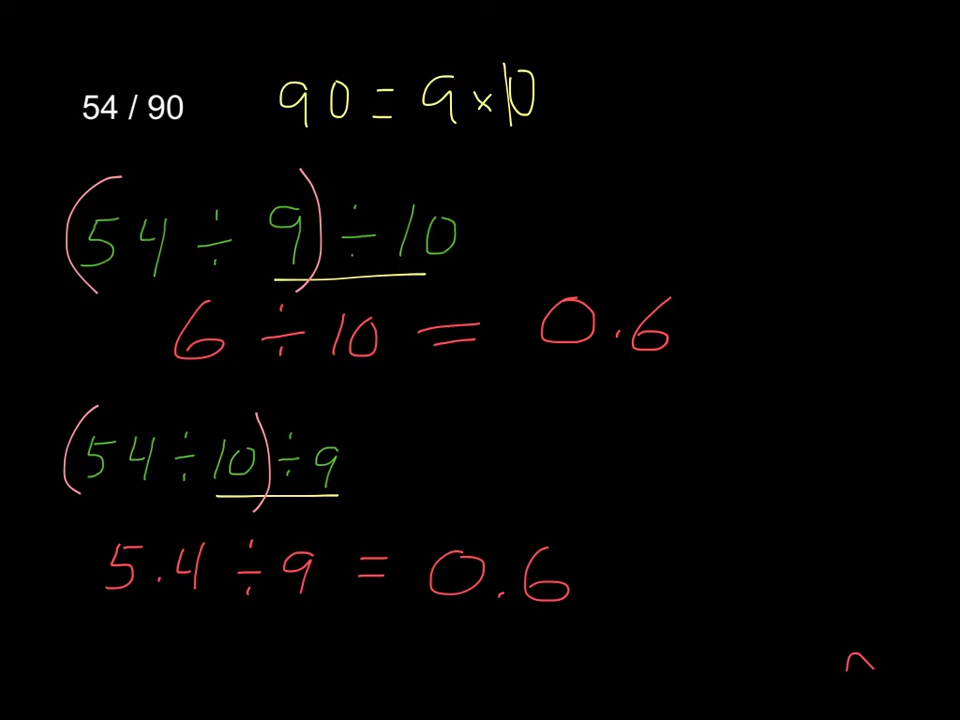 54 / 90 90 = 9 × 10
(54 ÷ 9) ÷ 10
6 ÷ 10 = 0.6
(54 ÷ 10) ÷ 9
5.4 ÷ 9 = 0.6